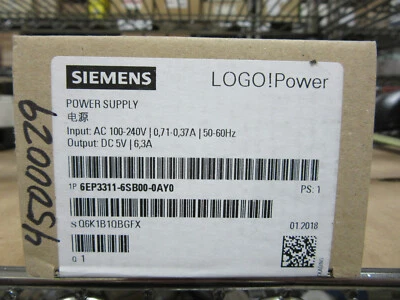 SIEMENS
LOGO!Power
POWER SUPPLY
电源
Input: AC 100-240V | 0,71-0,37A | 50-60Hz
Output: DC 5V | 6,3A
1P 6EP3311-6SB00-0AY0
PS: 1
S Q6K1B1QBGFX
01.2018
Q 1
4500029